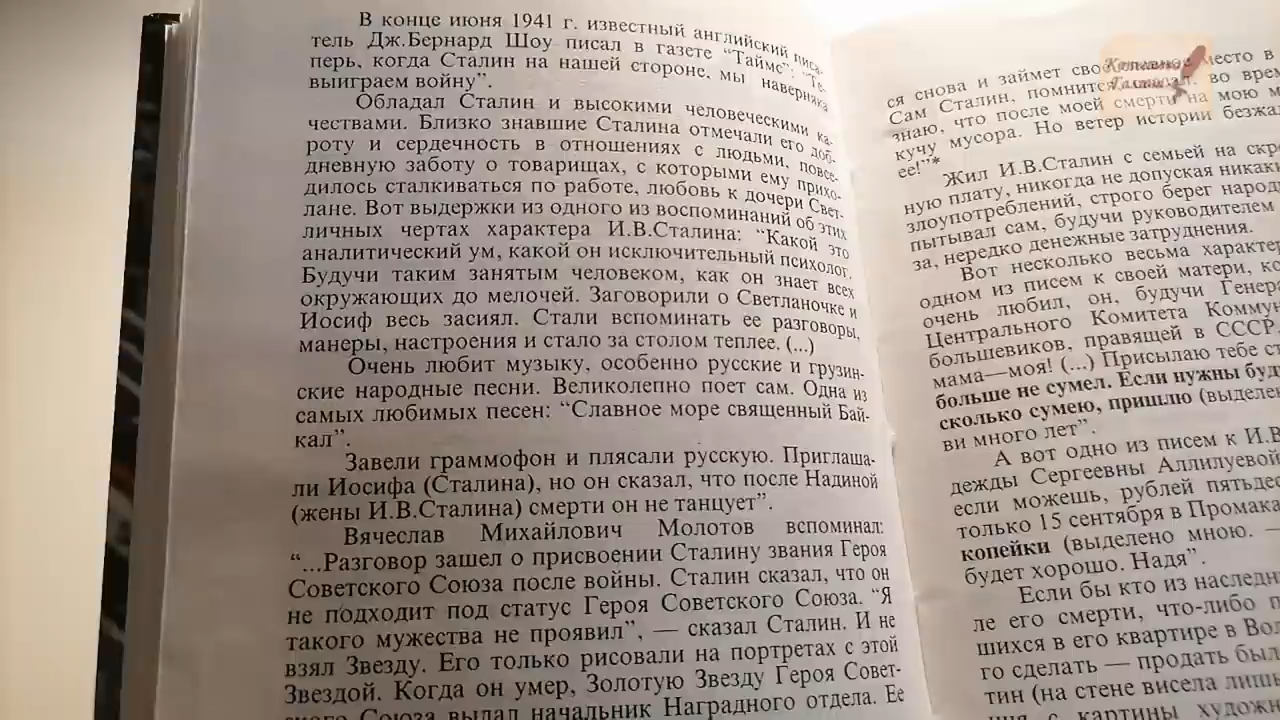 В конце июня 1941 г. известный английский писа-
тель Дж.Бернард Шоу писал в газете “Таймс”: “Те-
перь, когда Сталин на нашей стороне, мы наверняка
выиграем войну”.
Обладал Сталин и высокими человеческими ка-
чествами. Близко знавшие Сталина отмечали его доб-
роту и сердечность в отношениях с людьми, повсе-
дневную заботу о товарищах, с которыми ему прихо-
дилось сталкиваться по работе, любовь к дочери Свет-
лане. Вот выдержки из одного из воспоминаний об этих
личных чертах характера И.В.Сталина: “Какой это
аналитический ум, какой он исключительный психолог.
Будучи таким занятым человеком, как он знает всех
окружающих до мелочей. Заговорили о Светланочке и
Иосиф весь засиял. Стали вспоминать ее разговоры,
манеры, настроения и стало за столом теплее. (...)
Очень любит музыку, особенно русские и грузин-
ские народные песни. Великолепно поет сам. Одна из
самых любимых песен: “Славное море священный Бай-
кал”.
Завели граммофон и плясали русскую. Приглаша-
ли Иосифа (Сталина), но он сказал, что после Надиной
(жены И.В.Сталина) смерти он не танцует”.
Вячеслав Михайлович Молотов вспоминал:
“...Разговор зашел о присвоении Сталину звания Героя
Советского Союза после войны. Сталин сказал, что он
не подходит под статус Героя Советского Союза. “Я
такого мужества не проявил”, — сказал Сталин. И не
взял Звезду. Его только рисовали на портретах с этой
Звездой. Когда он умер, Золотую Звезду Героя Совет-
ского Союза выдал начальник Наградного отдела. Ее
ся снова и займет сво место в
Сам Сталин, помнится, во врем
знаю, что после моей смерти на мою м
кучу мусора. Но ветер истории безжа
ее!”*
Жил И.В.Сталин с семьей на скро
ную плату, никогда не допуская никаки
злоупотреблений, строго берег народ
пытывал сам, будучи руководителем
за, нередко денежные затруднения.
Вот несколько весьма характе
одном из писем к своей матери, ко
очень любил, он, будучи Генера
Центрального Комитета Комму
большевиков, правящей в СССР,
мама—моя! (...) Присылаю тебе ст
больше не сумел. Если нужны буд
сколько сумею, пришлю (выделен
ви много лет”.
А вот одно из писем к И.В
дежды Сергеевны Аллилуевой
если можешь, рублей пятьдес
только 15 сентября в Промака
копейки (выделено мною. —
будет хорошо. Надя”.
Если бы кто из наследни
ле его смерти, что-либо п
шихся в его квартире в Вол
го сделать — продать был
тин (на стене висела лишь
с картины художн